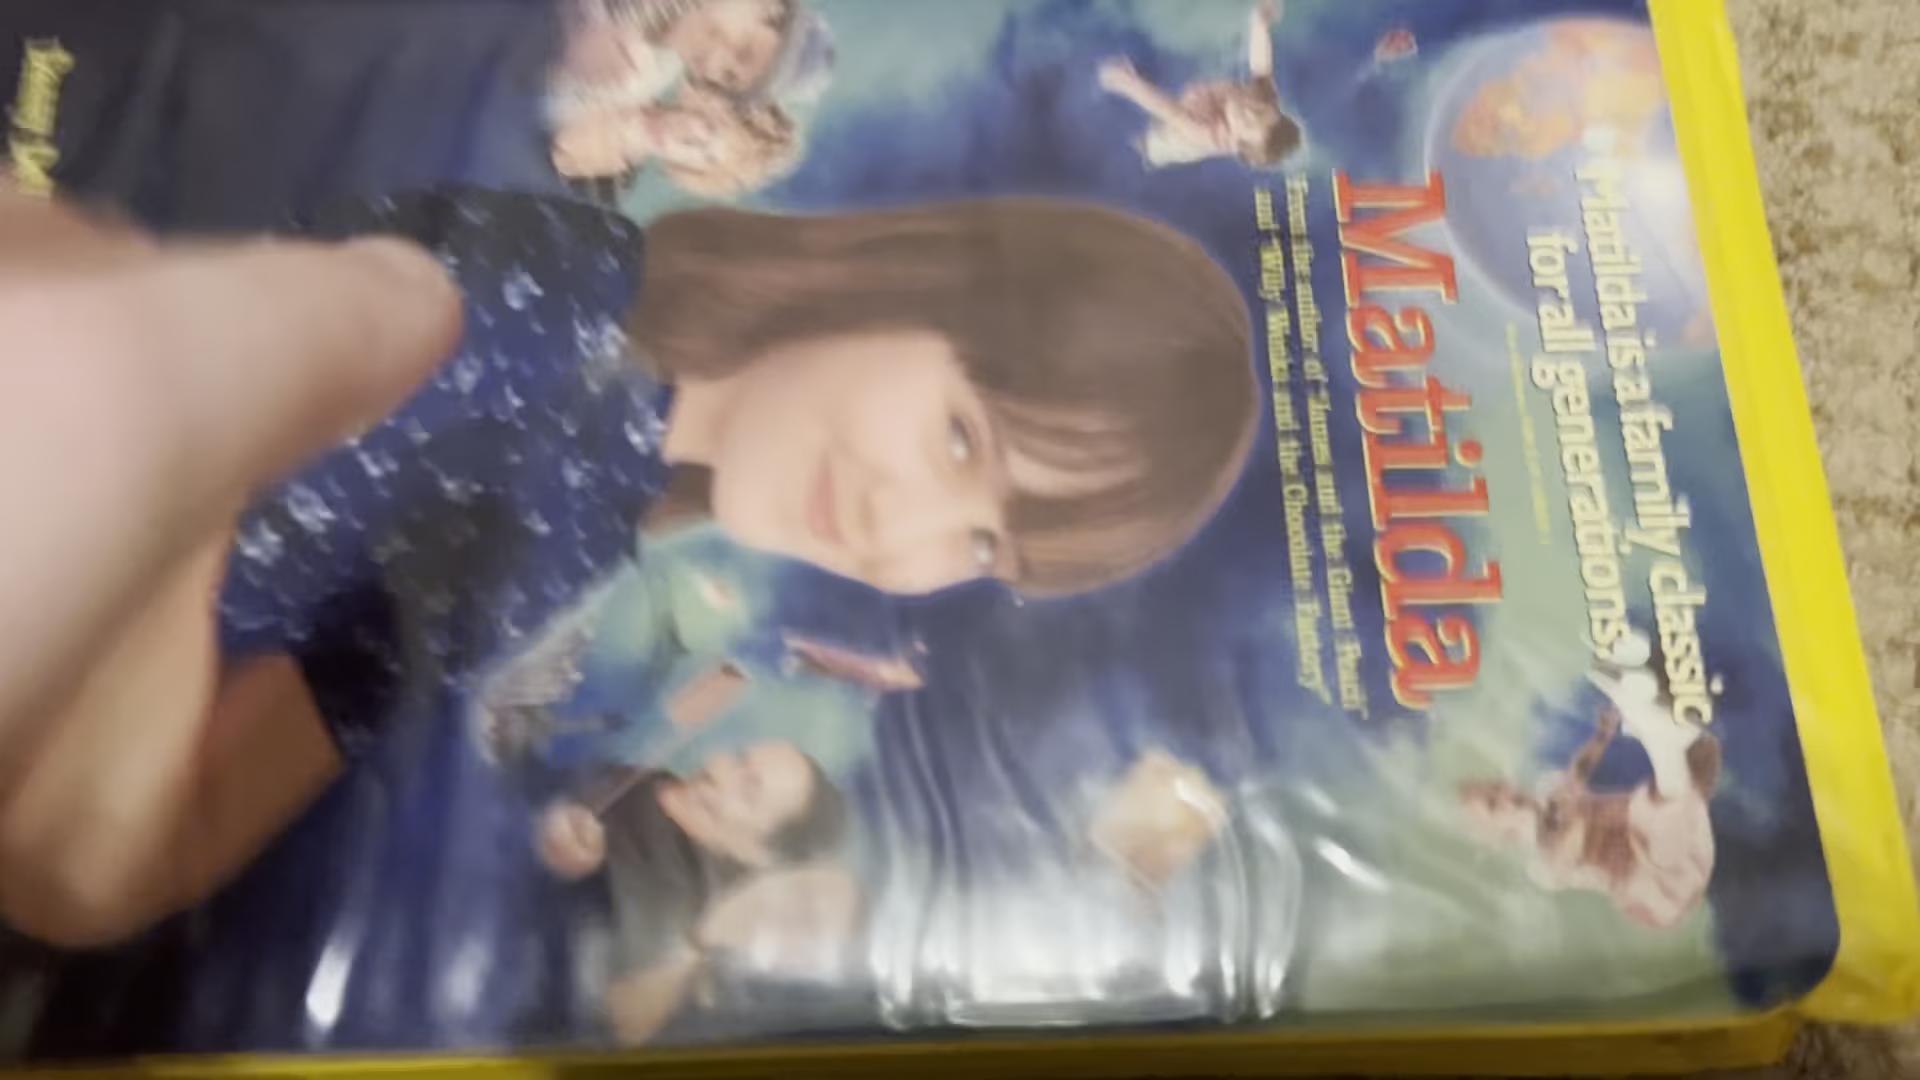 "Matilda is a family classic
for all generations."
Matilda
From the author of "James and the Giant Peach"
and "Willy Wonka and the Chocolate Factory"